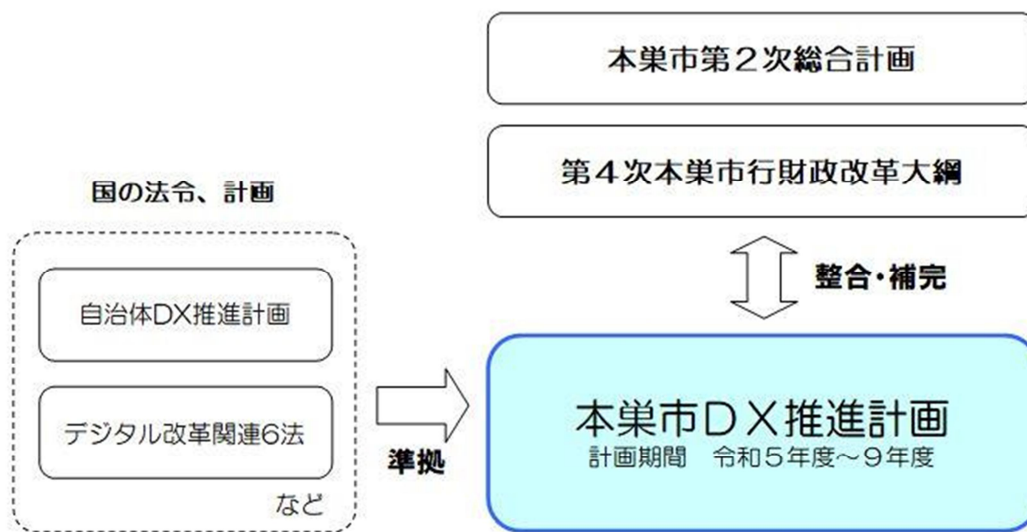 本巣市第２次総合計画
第４次本巣市行財政改革大綱
国の法令、計画
自治体DX推進計画
デジタル改革関連6法
など
準拠
整合・補完
本巣市ＤＸ推進計画
計画期間　令和５年度～９年度